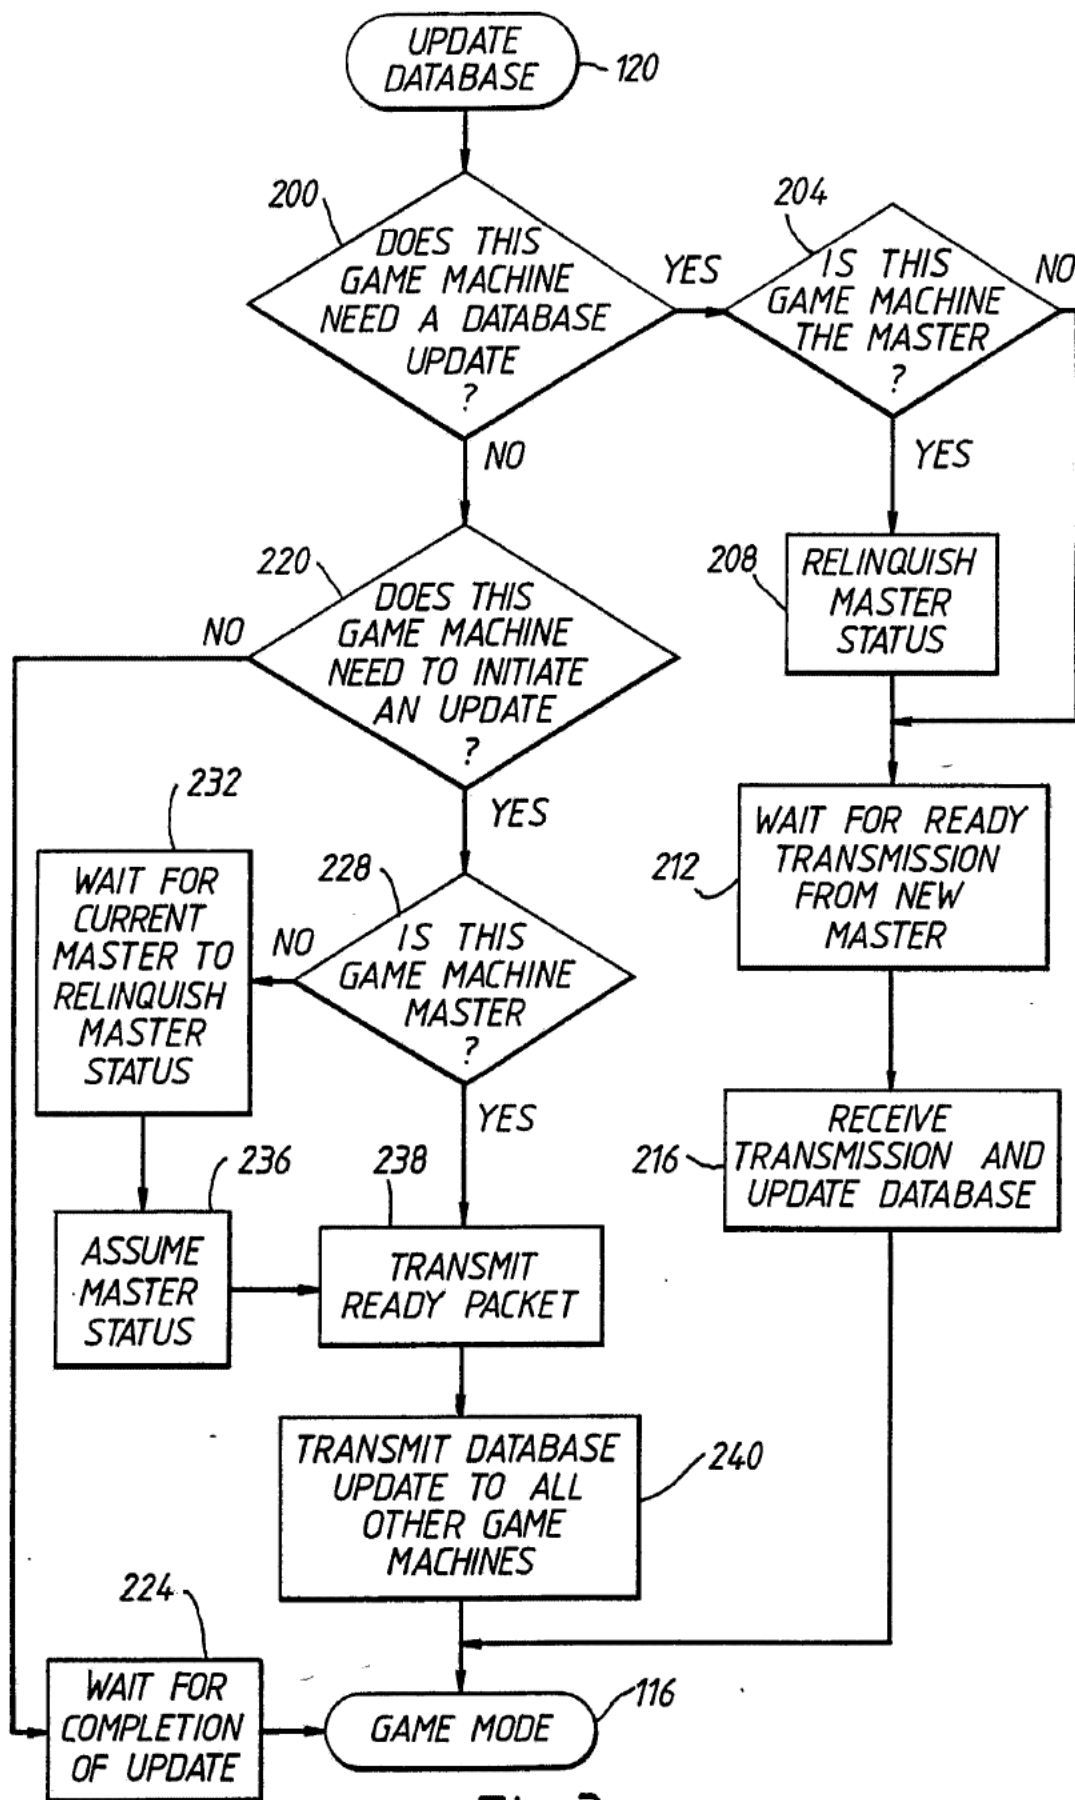 UPDATE
DATABASE
120
200
DOES THIS
GAME MACHINE
NEED A DATABASE
UPDATE
?
YES
NO
204
IS THIS
GAME MACHINE
THE MASTER
?
NO
YES
208
RELINQUISH
MASTER
STATUS
220
DOES THIS
GAME MACHINE
NEED TO INITIATE
AN UPDATE
?
NO
YES
212
WAIT FOR READY
TRANSMISSION
FROM NEW
MASTER
232
WAIT FOR
CURRENT
MASTER TO
RELINQUISH
MASTER
STATUS
228
IS THIS
GAME MACHINE
MASTER
?
NO
YES
216
RECEIVE
TRANSMISSION AND
UPDATE DATABASE
236
ASSUME
MASTER
STATUS
238
TRANSMIT
READY PACKET
240
TRANSMIT DATABASE
UPDATE TO ALL
OTHER GAME
MACHINES
224
WAIT FOR
COMPLETION
OF UPDATE
116
GAME MODE